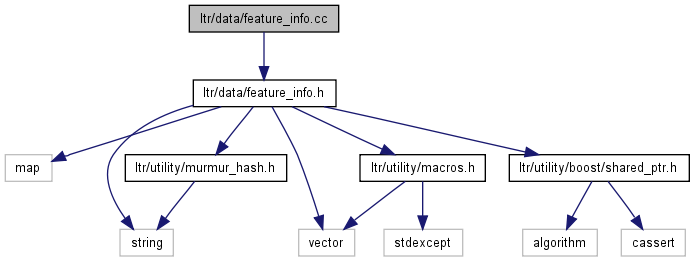 ltr/data/feature_info.cc
ltr/data/feature_info.h
map
ltr/utility/murmur_hash.h
ltr/utility/macros.h
ltr/utility/boost/shared_ptr.h
string
vector
stdexcept
algorithm
cassert